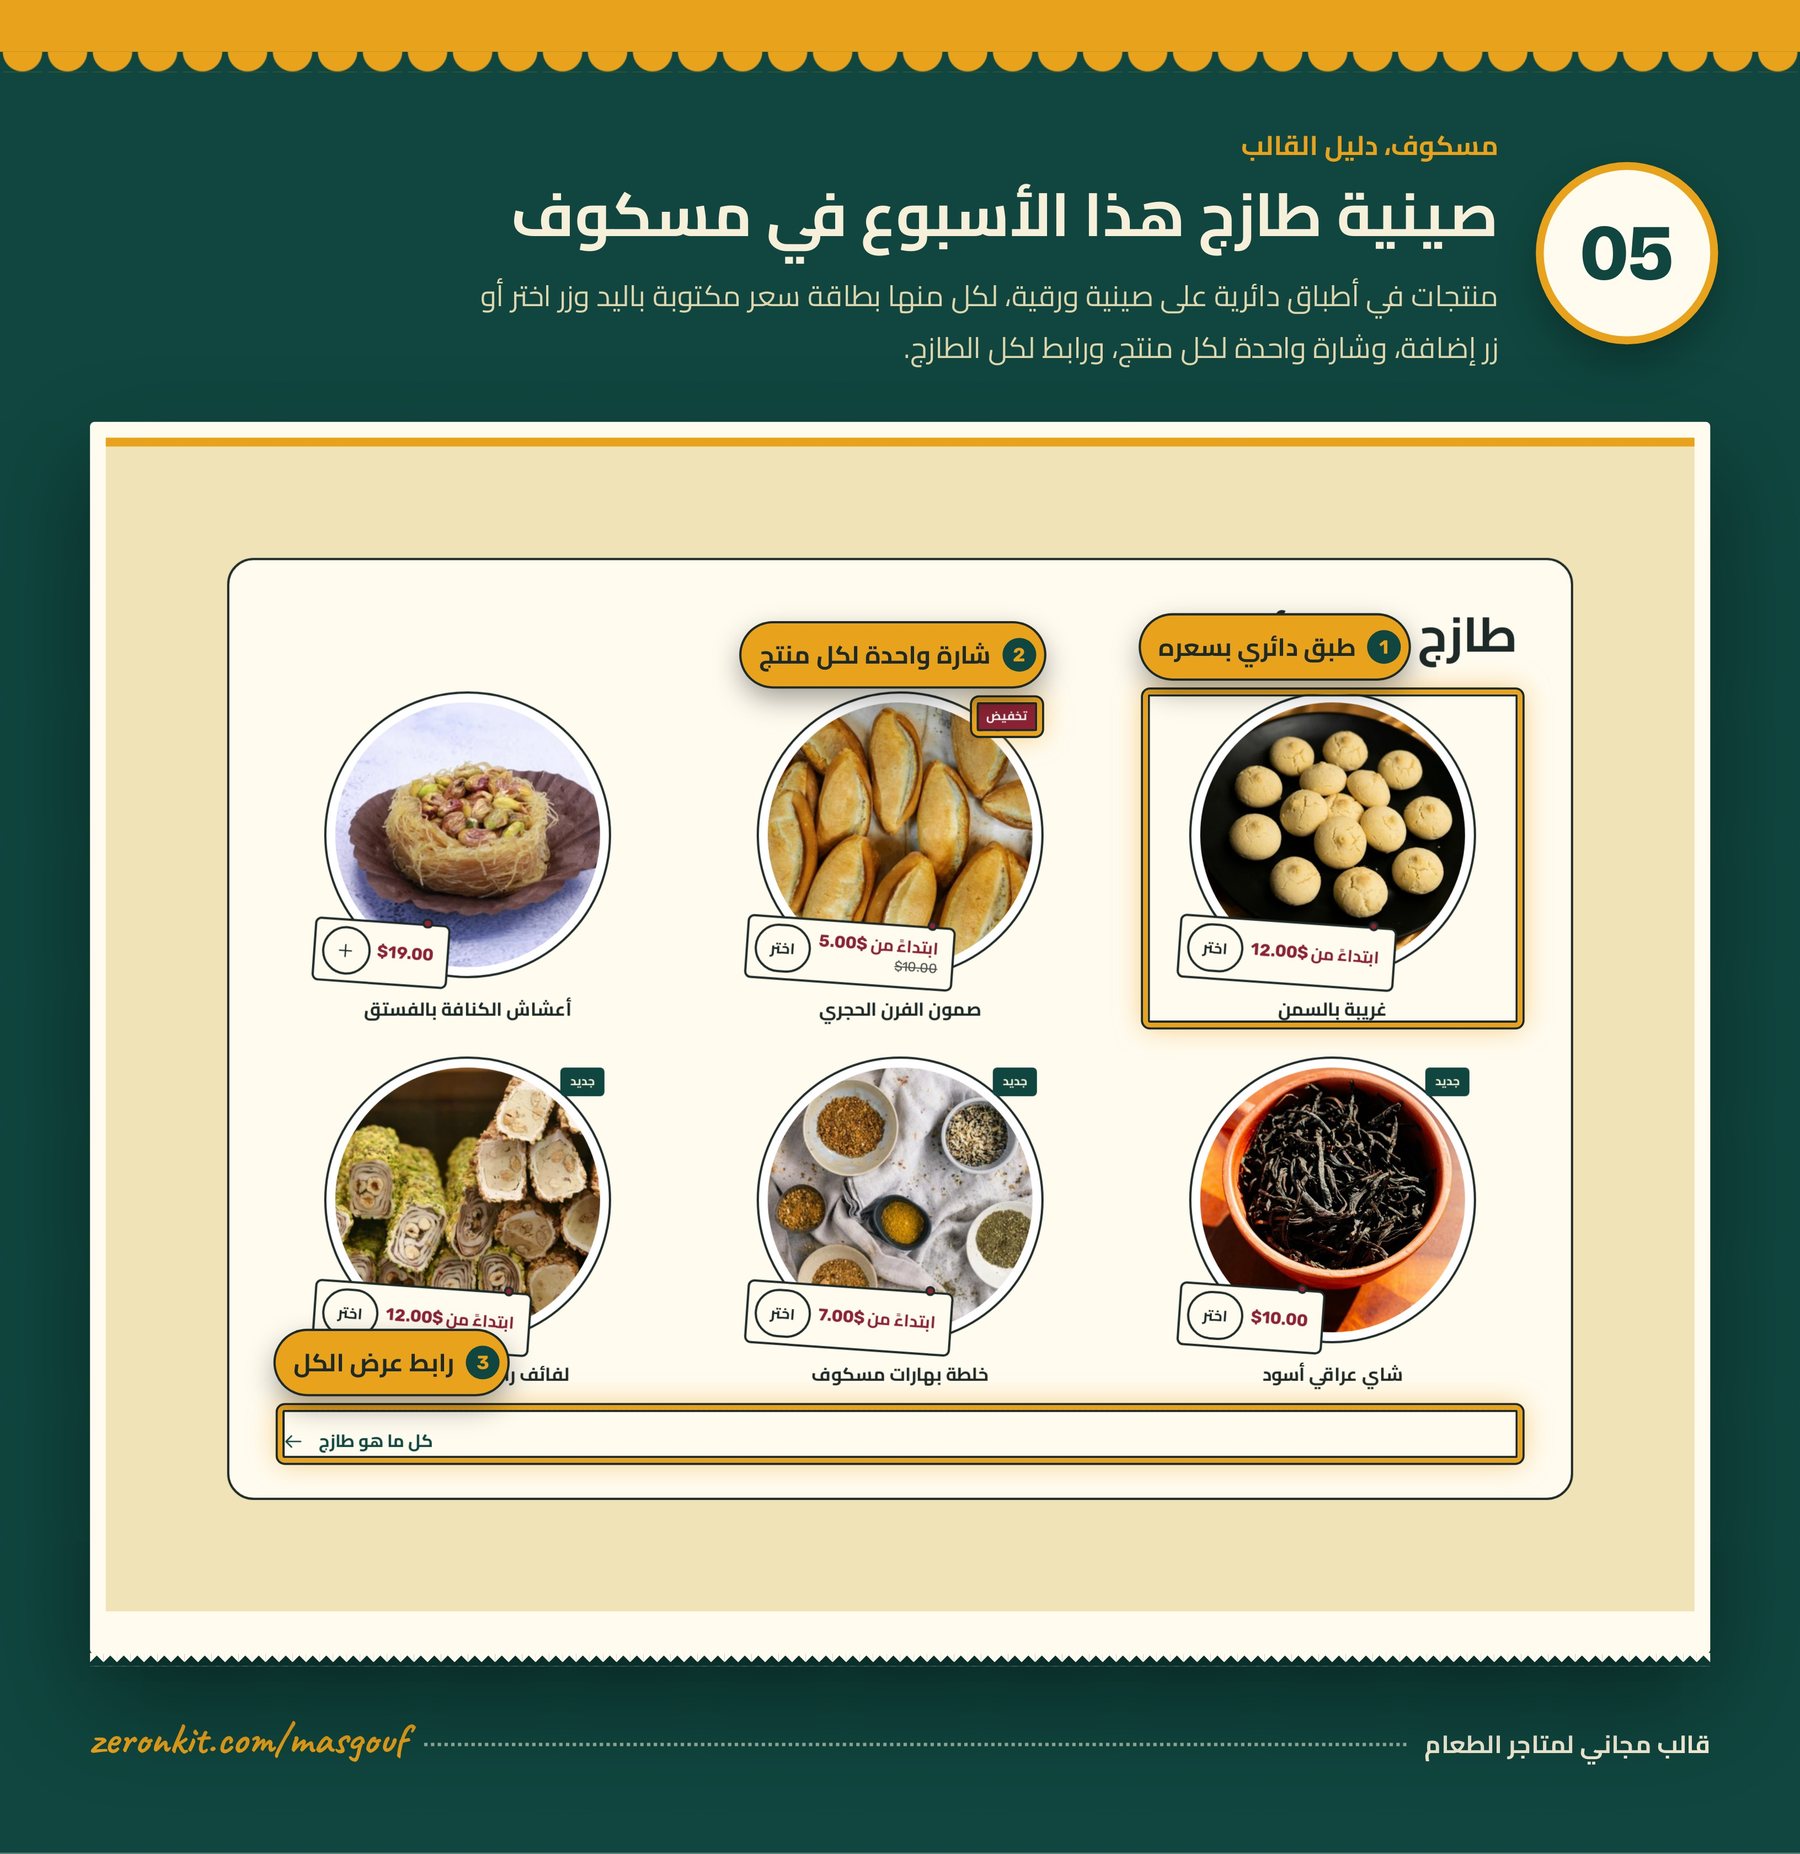 مسكوف، دليل القالب
صينية طازج هذا الأسبوع في مسكوف
05
منتجات في أطباق دائرية على صينية ورقية، لكل منها بطاقة سعر مكتوبة باليد وزر اختر أو
زر إضافة، وشارة واحدة لكل منتج، ورابط لكل الطازج.
طازج
1 طبق دائري بسعره
2 شارة واحدة لكل منتج
تخفيض
ابتداءً من 12.00$ اختر
غريبة بالسمن
ابتداءً من 5.00$ اختر
$10.00
صمون الفرن الحجري
$19.00 +
أعشاش الكنافة بالفستق
جديد
$10.00 اختر
شاي عراقي أسود
جديد
ابتداءً من 7.00$ اختر
خلطة بهارات مسكوف
جديد
ابتداءً من 12.00$ اختر
لفائف
3 رابط عرض الكل
كل ما هو طازج ←
قالب مجاني لمتاجر الطعام
zeronkit.com/masgouf